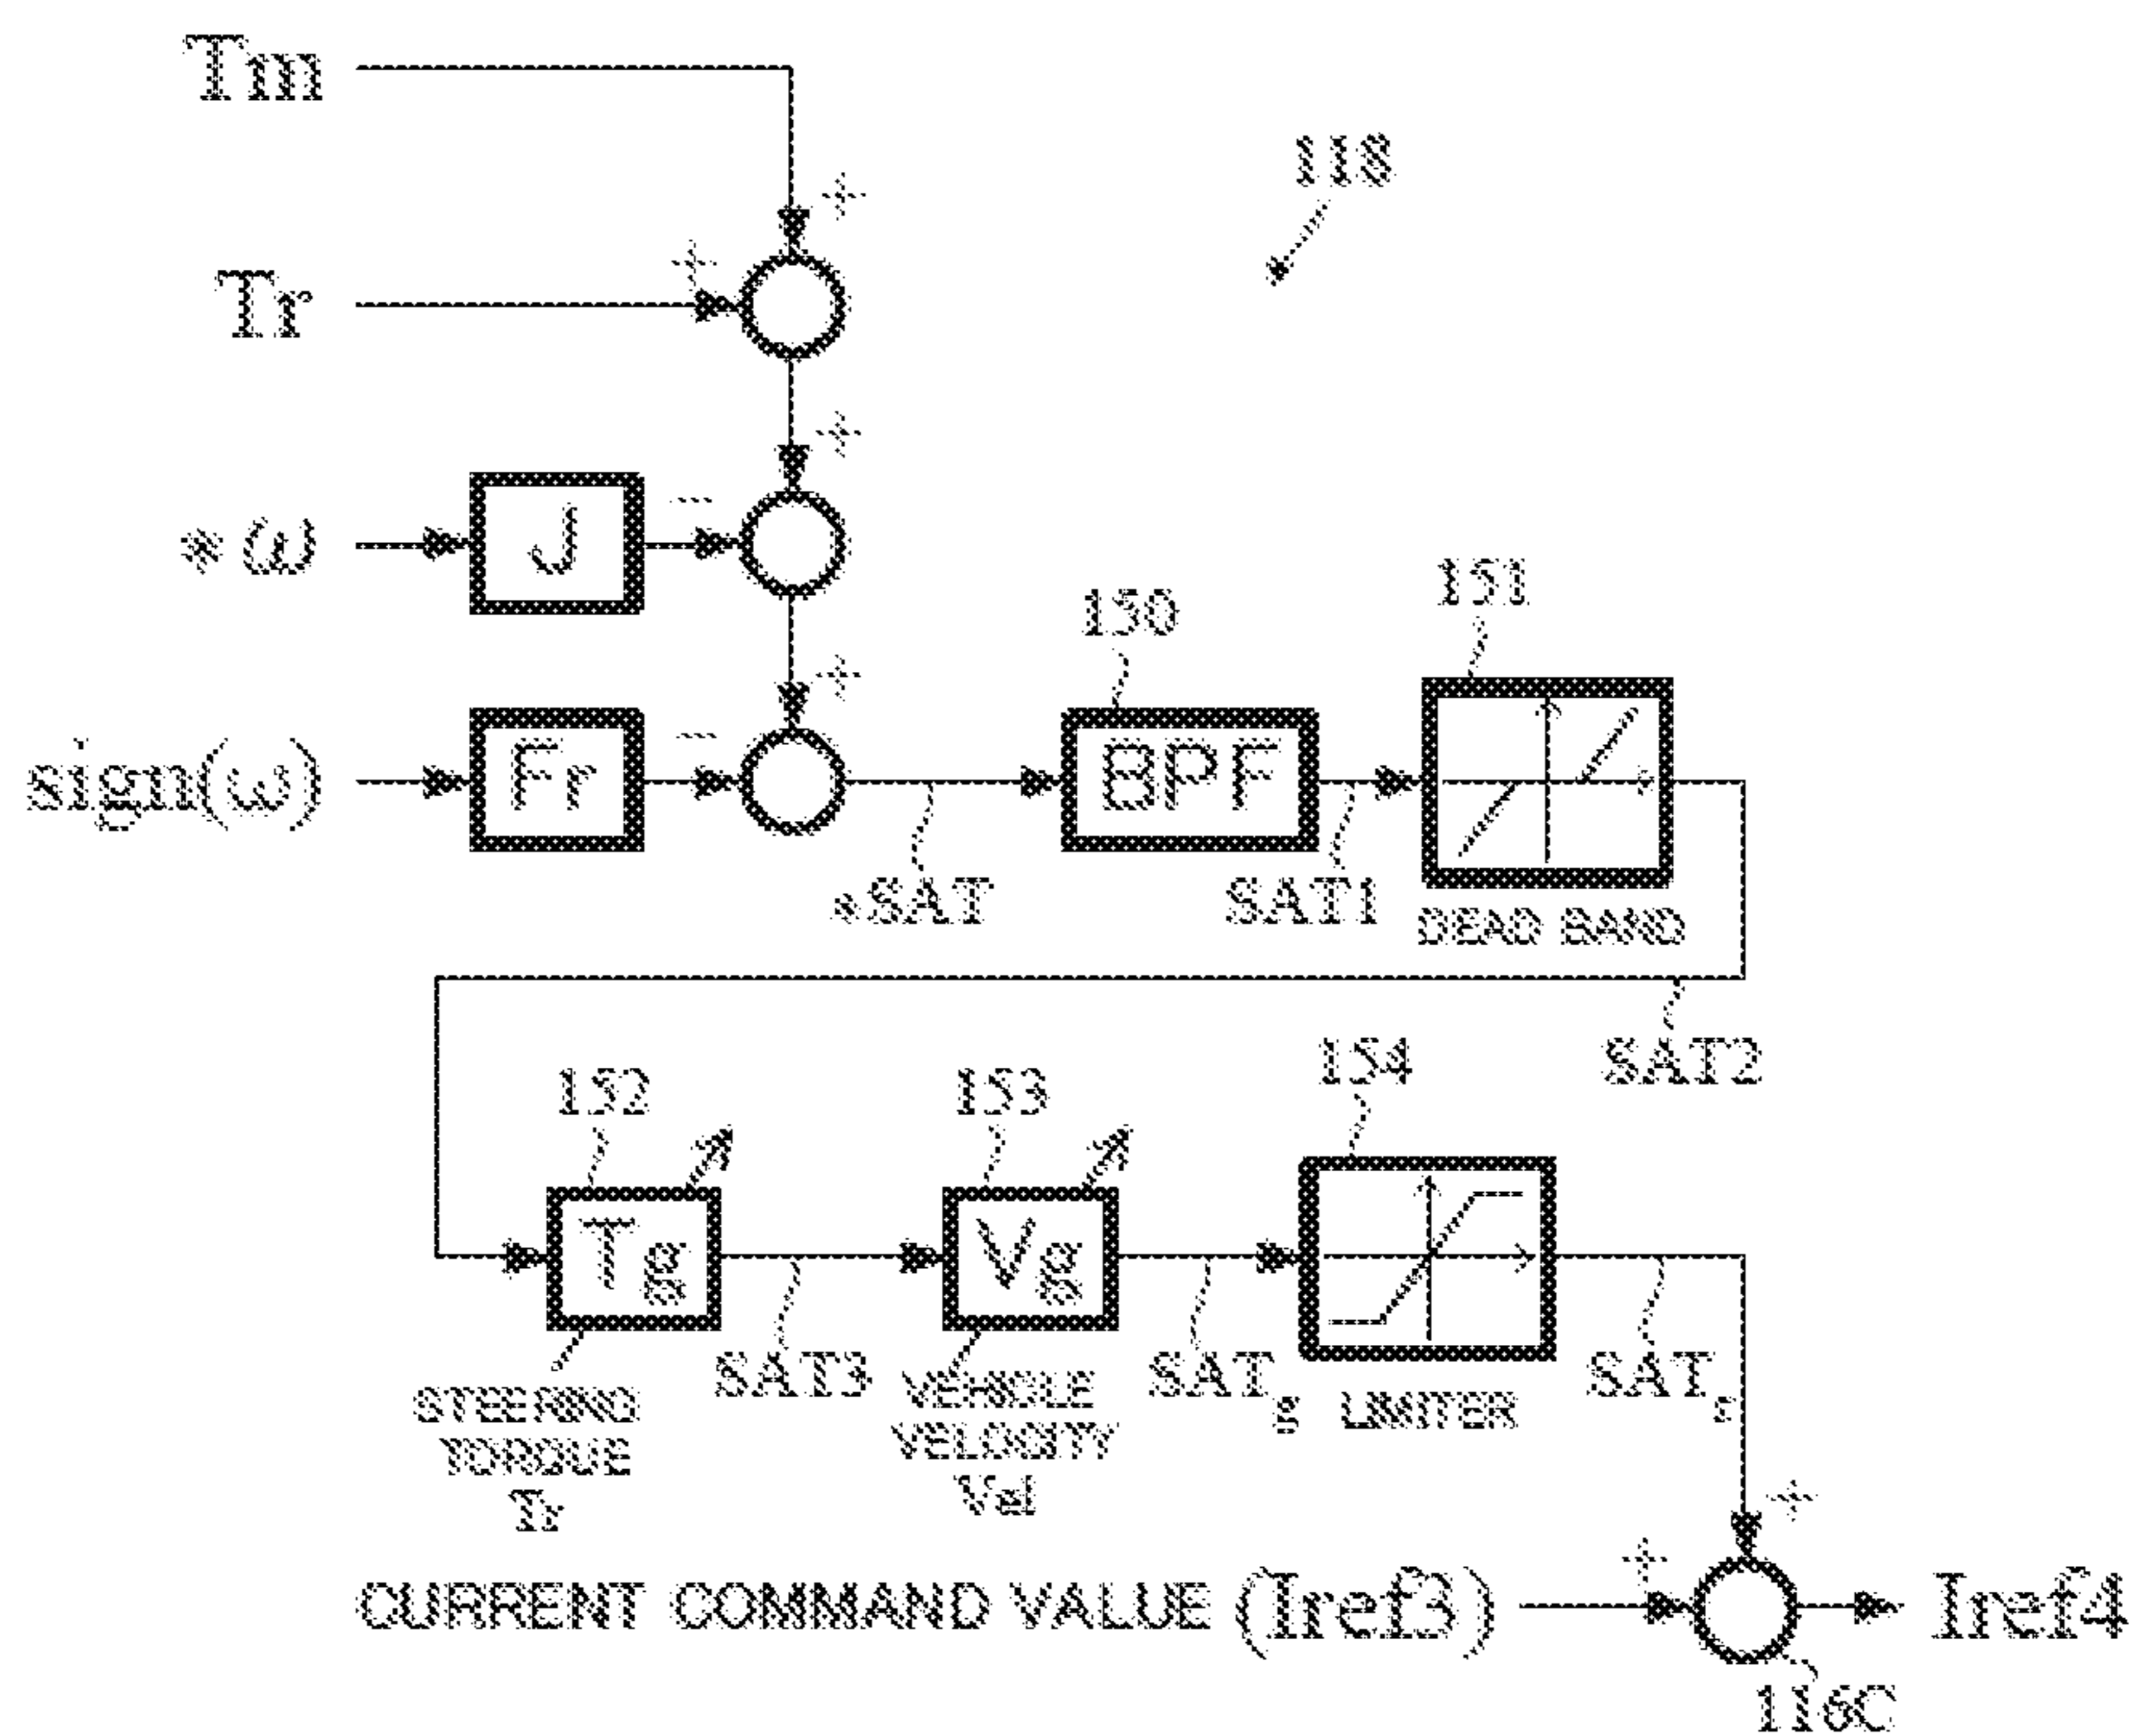 Tm
118
Tr
*ω
J
sign(ω)
Fr
150
BPF
151
*SAT
SAT1
DEAD BAND
SAT2
152
153
154
Tg
Vg
STEERING
TORQUE
Tr
SAT3
VEHICLE
VELOCITY
Vel
SATg
LIMITER
SAT
CURRENT COMMAND VALUE (Iref3)
Iref4
116C